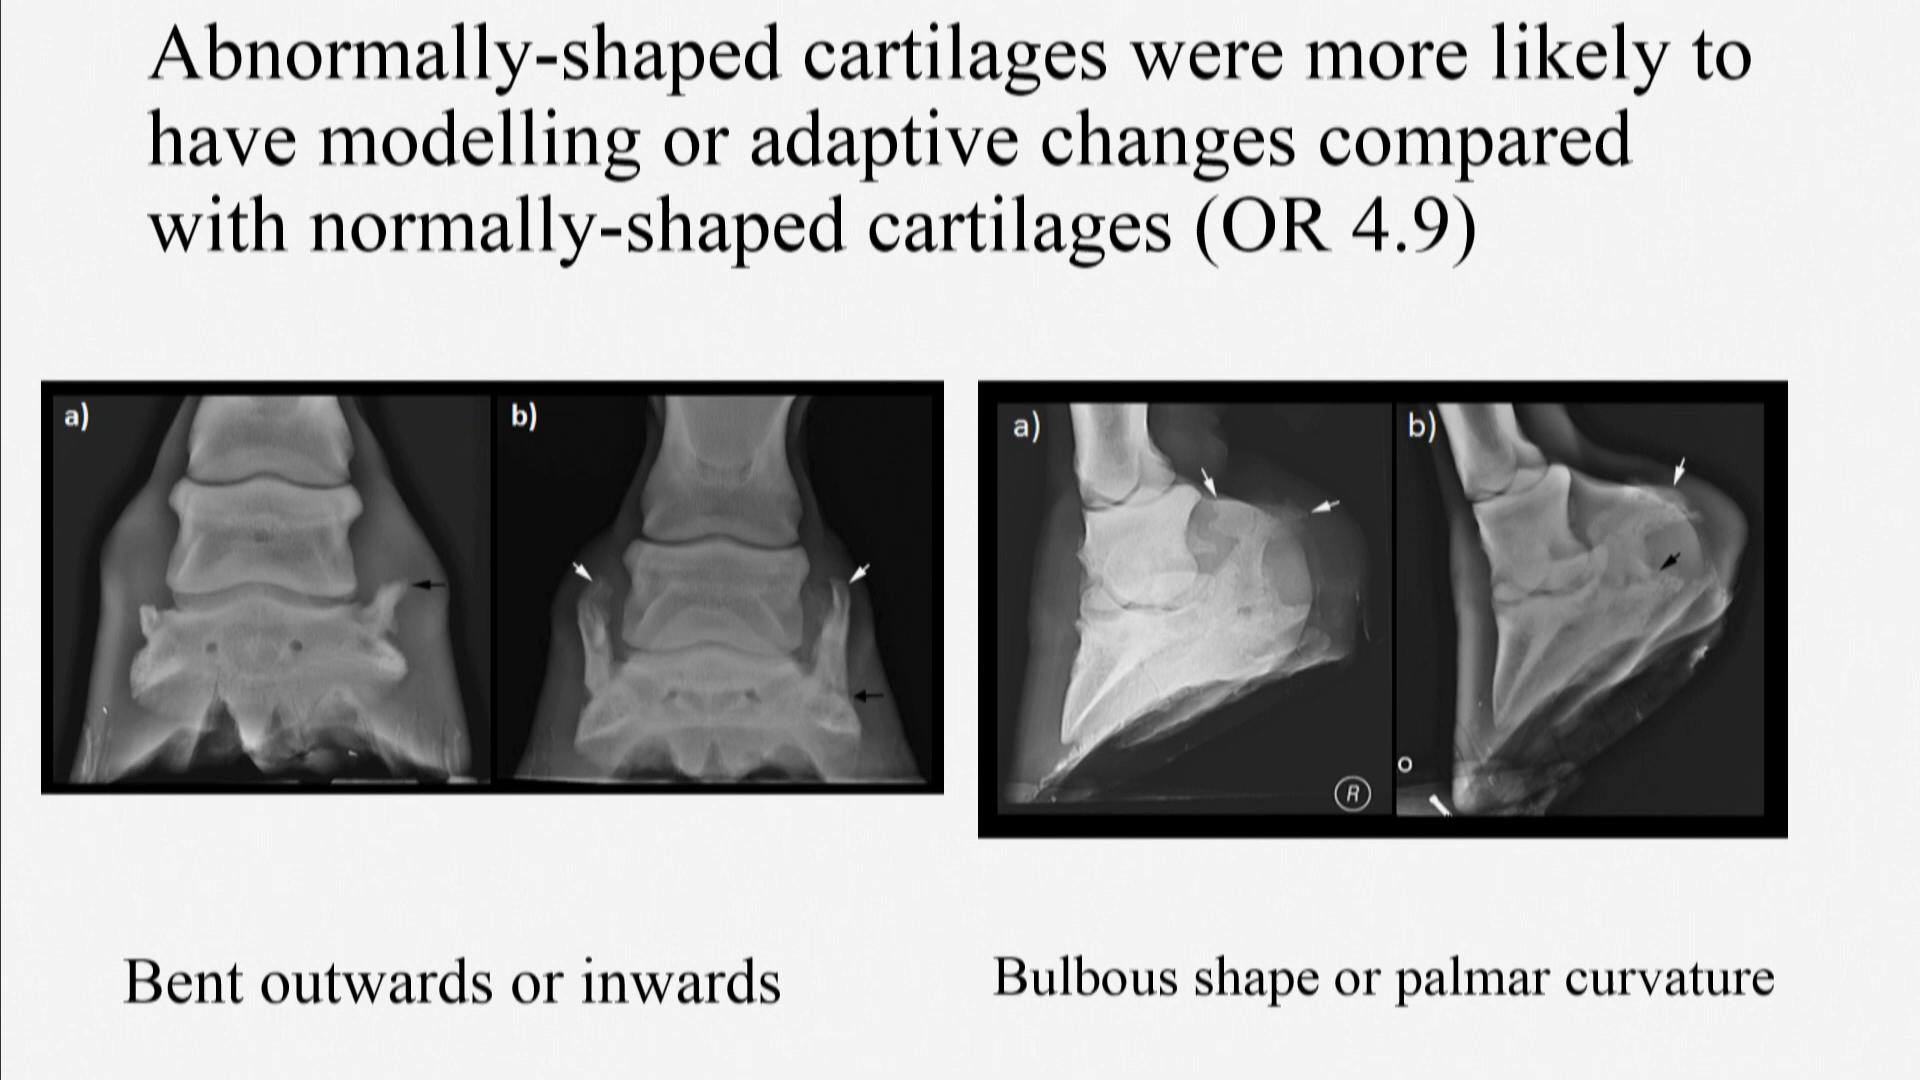 Abnormally-shaped cartilages were more likely to
have modelling or adaptive changes compared
with normally-shaped cartilages (OR 4.9)
a)
b)
a)
b)
R
Bent outwards or inwards
Bulbous shape or palmar curvature